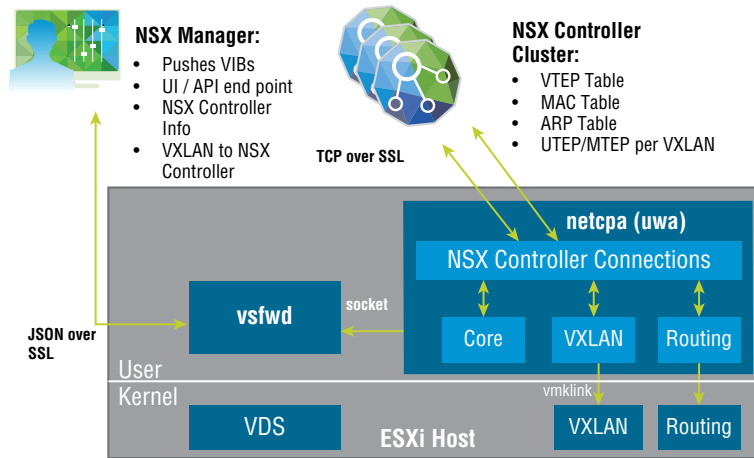 NSX Manager:
• Pushes VIBs
• UI / API end point
• NSX Controller
Info
• VXLAN to NSX
Controller
NSX Controller
Cluster:
• VTEP Table
• MAC Table
• ARP Table
• UTEP/MTEP per VXLAN
TCP over SSL
netcpa (uwa)
NSX Controller Connections
Core
VXLAN
Routing
socket
vsfwd
JSON over
SSL
User
Kernel
vmklink
VDS
ESXi Host
VXLAN
Routing